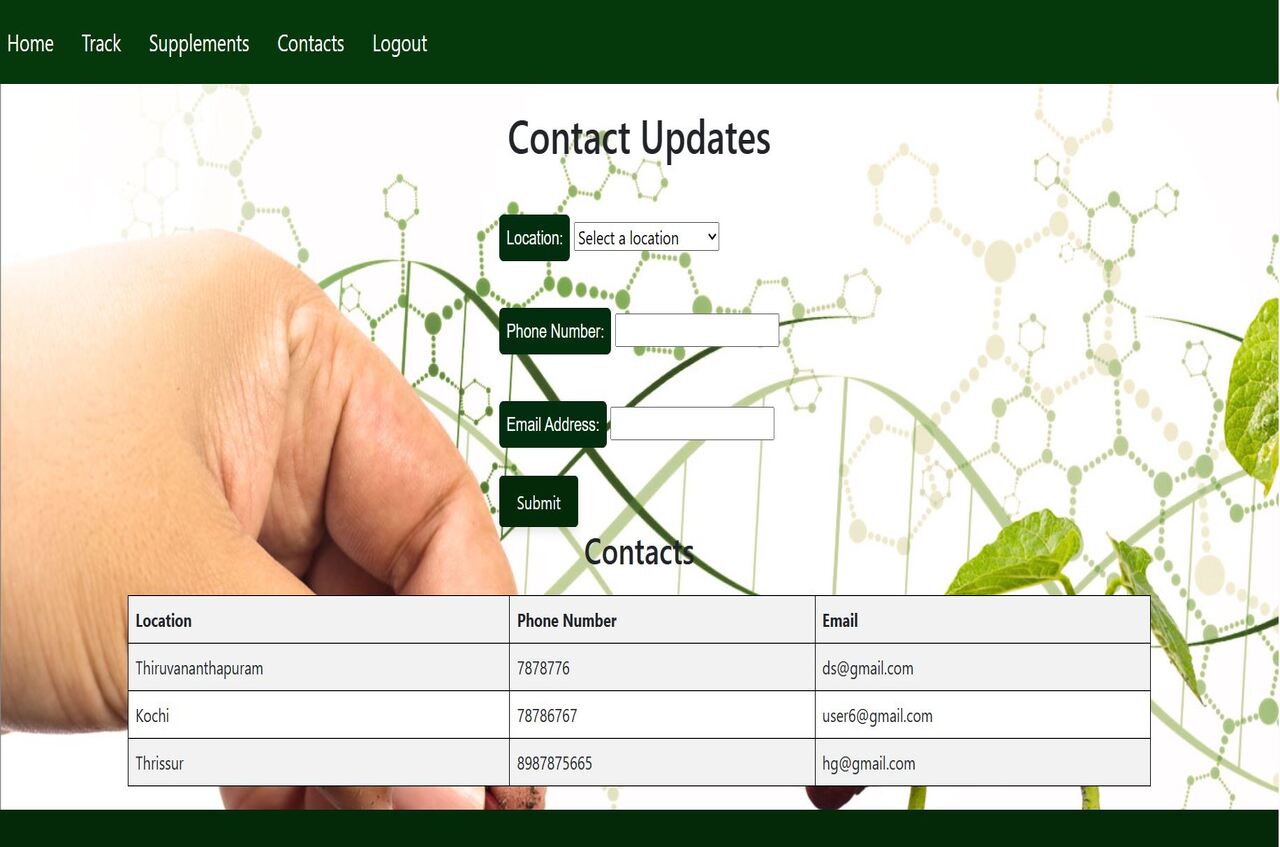 Home Track Supplements Contacts Logout
Contact Updates
Location: Select a location
Phone Number:
Email Address:
Submit
Contacts
Location Phone Number Email
Thiruvananthapuram 7878776 ds@gmail.com
Kochi 78786767 user6@gmail.com
Thrissur 8987875665 hg@gmail.com